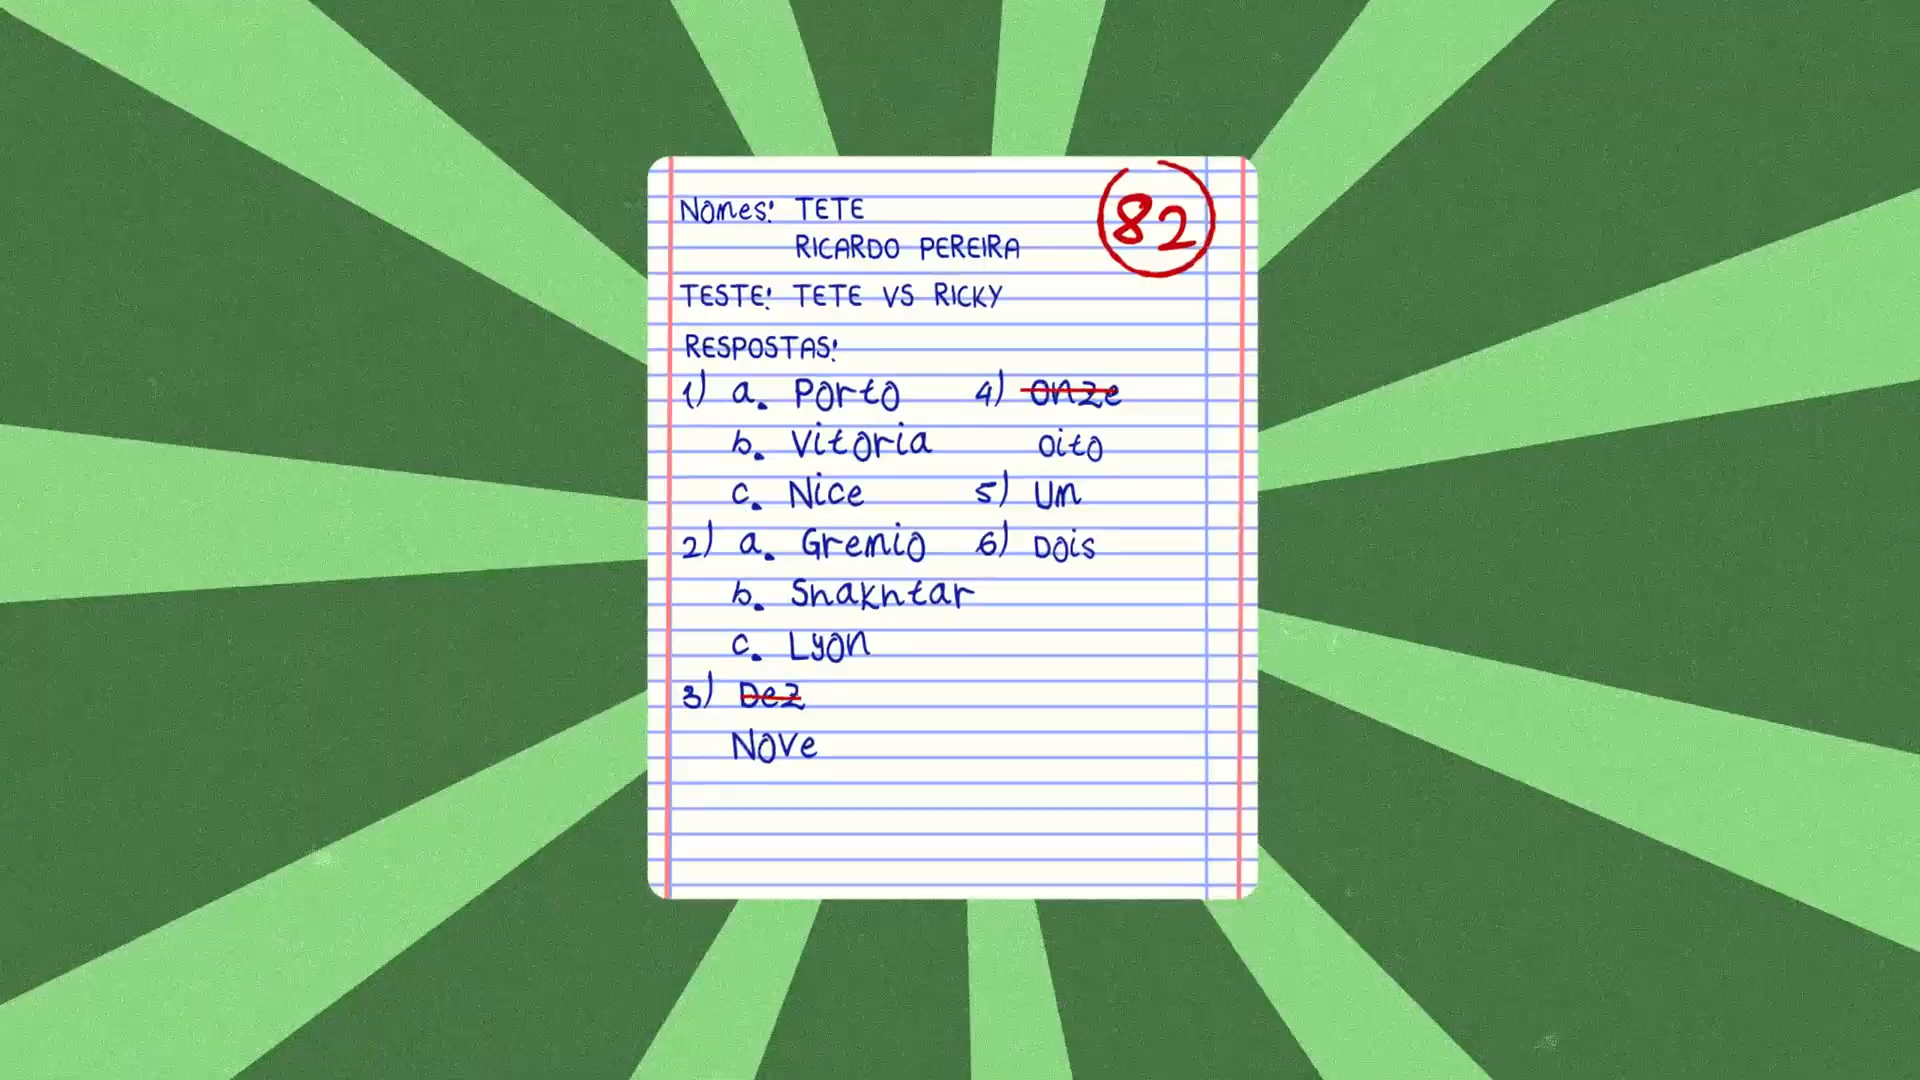 Nomes: TETE
RICARDO PEREIRA
82
TESTE: TETE VS RICKY
RESPOSTAS:
1) a. Porto
b. Vitoria
c. Nice
2) a. Gremio
b. Shakhtar
c. Lyon
3) Dez
Nove
4) Onze
Oito
5) Um
6) Dois